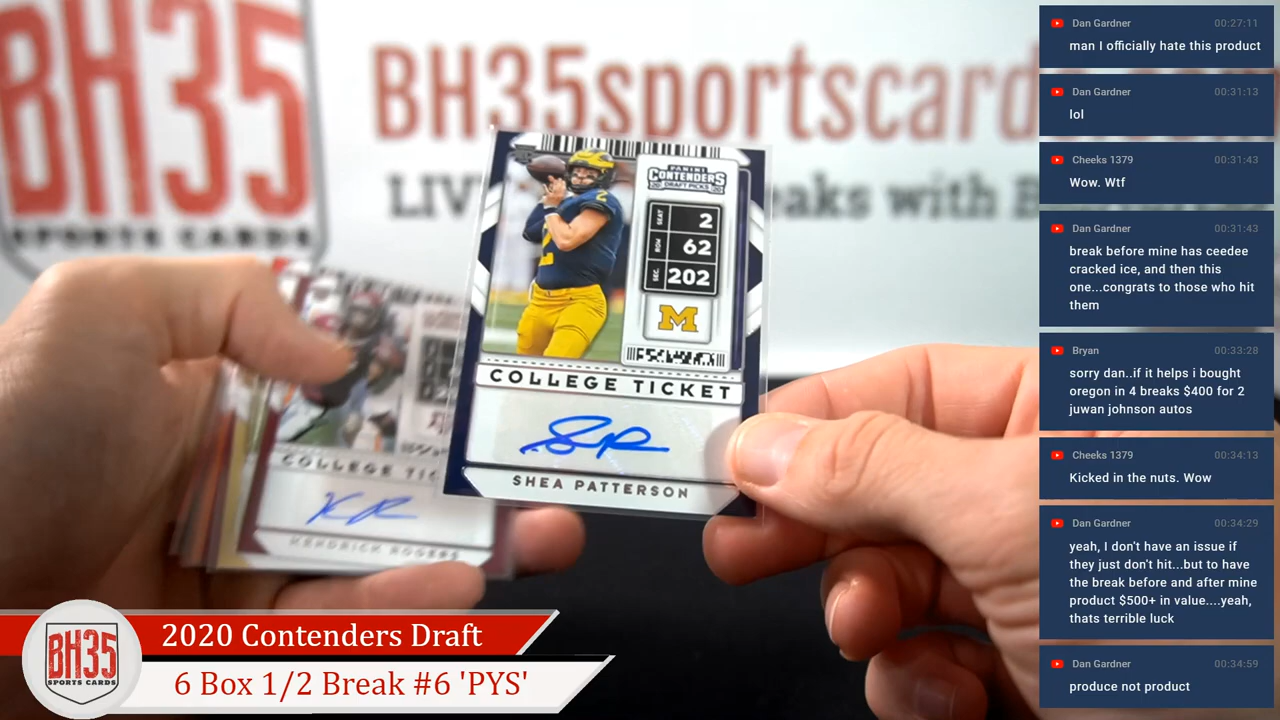 BH35
SPORTS CARDS
BH35sportscard
LIV
eaks with B
PANINI
CONTENDERS
DRAFT PICKS
SEAT 2
ROW 62
SEC. 202
M
2
COLLEGE TICKET
SHEA PATTERSON
COLLEGE TIC
KENDRICK ROGERS
BH35
SPORTS CARDS
2020 Contenders Draft
6 Box 1/2 Break #6 'PYS'
Dan Gardner 00:27:11
man I officially hate this product
Dan Gardner 00:31:13
lol
Cheeks 1379 00:31:43
Wow. Wtf
Dan Gardner 00:31:43
break before mine has ceedee
cracked ice, and then this
one...congrats to those who hit
them
Bryan 00:33:28
sorry dan..if it helps i bought
oregon in 4 breaks $400 for 2
juwan johnson autos
Cheeks 1379 00:34:13
Kicked in the nuts. Wow
Dan Gardner 00:34:29
yeah, I don't have an issue if
they just don't hit...but to have
the break before and after mine
product $500+ in value....yeah,
thats terrible luck
Dan Gardner 00:34:59
produce not product